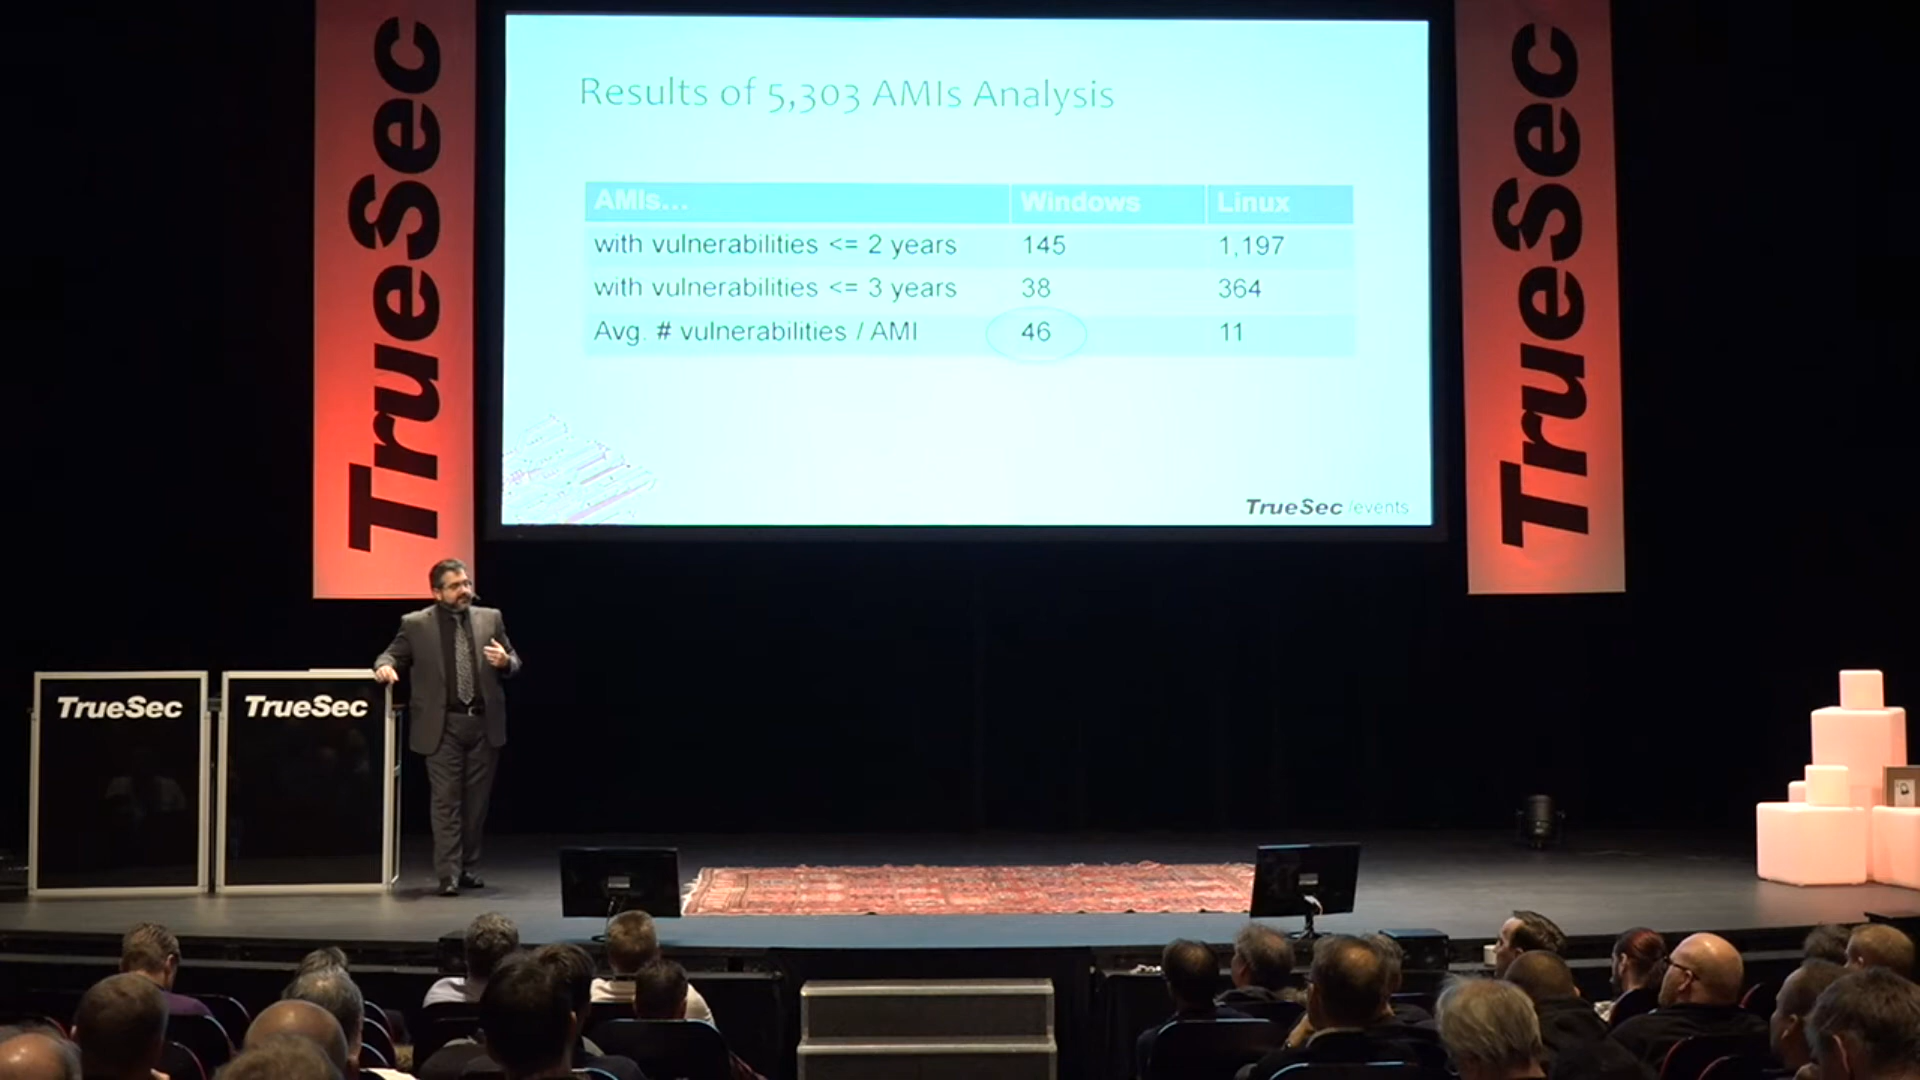 TrueSec
Results of 5,303 AMIs Analysis
AMIs... Windows Linux
with vulnerabilities <= 2 years 145 1,197
with vulnerabilities <= 3 years 38 364
Avg. # vulnerabilities / AMI 46 11
TrueSec /events
TrueSec
TrueSec
TrueSec